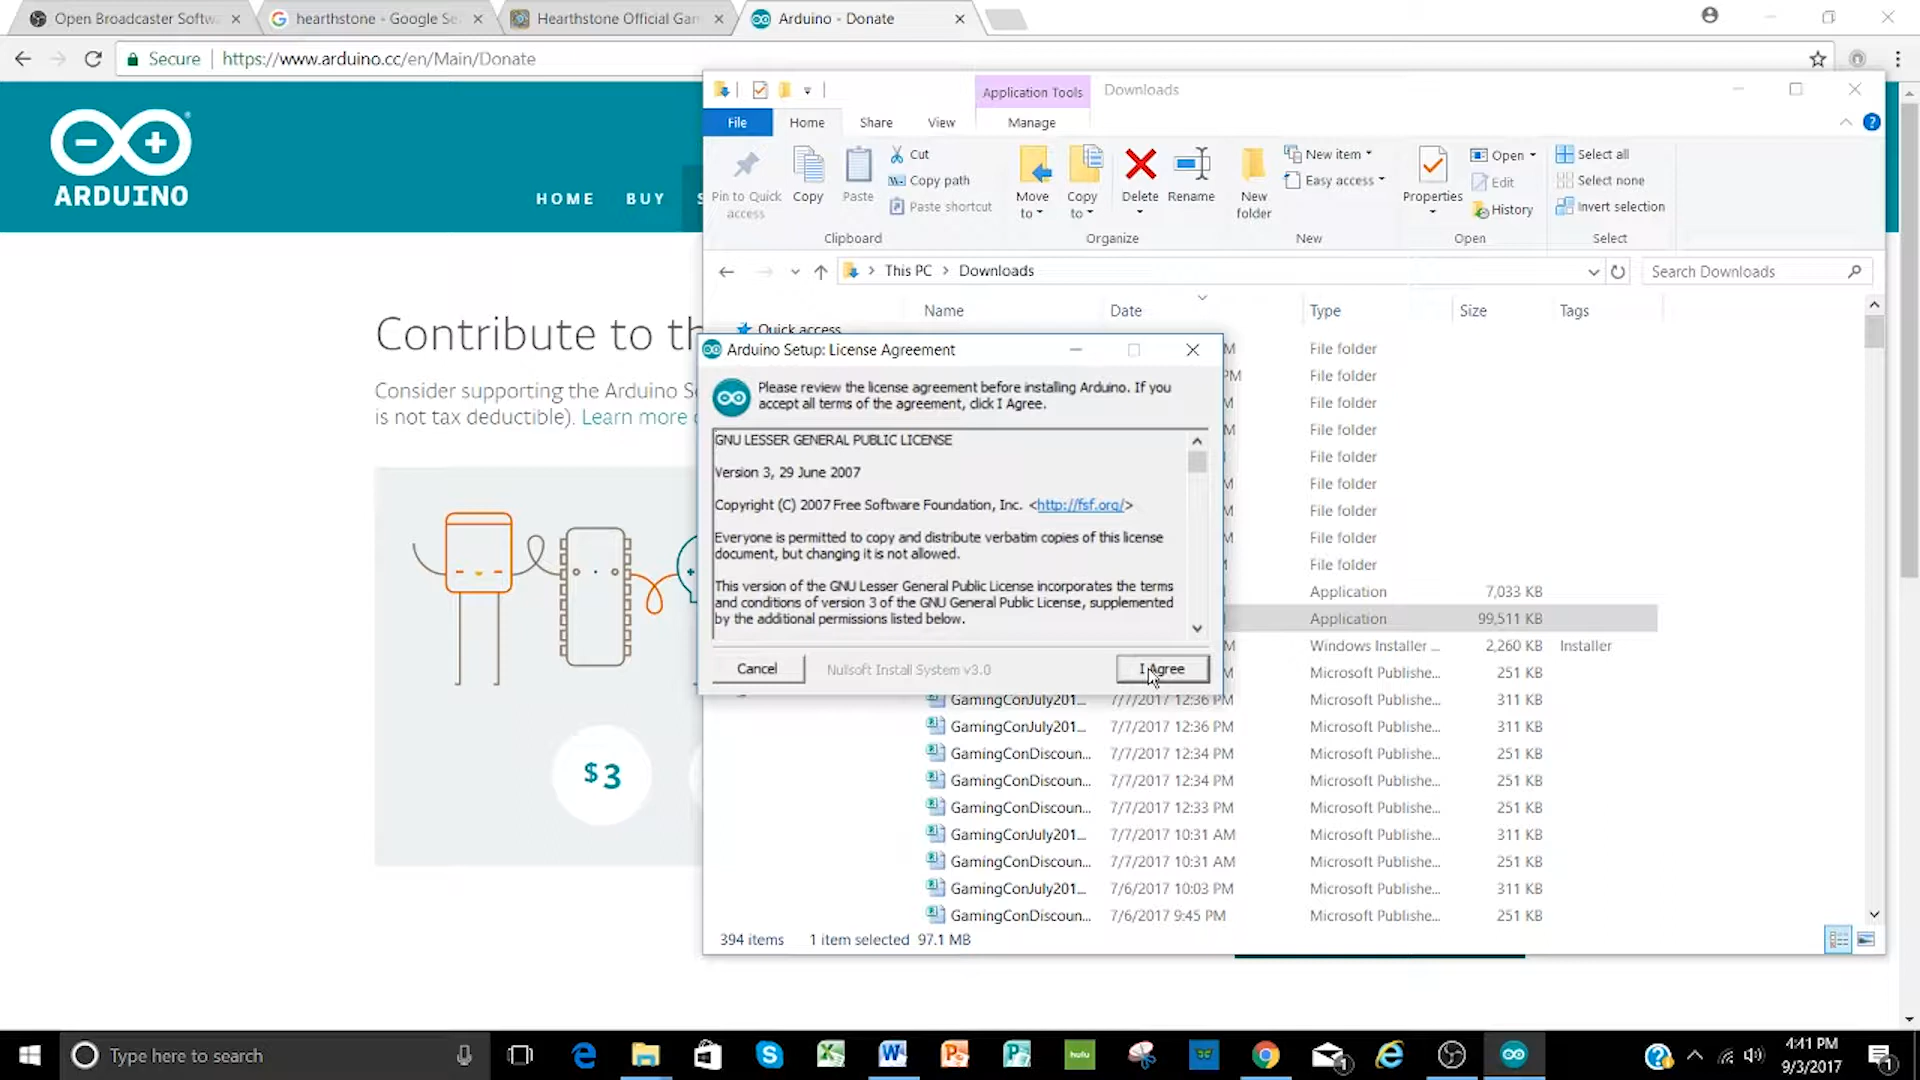 Open Broadcaster Softw
hearthstone - Google Se
Hearthstone Official Gam
Arduino - Donate
Secure
https://www.arduino.cc/en/Main/Donate
ARDUINO
HOME
BUY
S
Contribute to th
Consider supporting the Arduino S
is not tax deductible). Learn more
$3
Application Tools
Downloads
File
Home
Share
View
Manage
Pin to Quick
access
Copy
Paste
Cut
Copy path
Paste shortcut
Clipboard
Move
to
Copy
to
Delete
Rename
Organize
New
folder
New item
Easy access
New
Properties
Open
Edit
History
Open
Select all
Select none
Invert selection
Select
This PC > Downloads
Search Downloads
Name
Date
Type
Size
Tags
Quick access
M
File folder
PM
File folder
M
File folder
M
File folder
File folder
File folder
File folder
File folder
File folder
Application
7,033 KB
Application
99,511 KB
M
Windows Installer ...
2,260 KB
Installer
Microsoft Publishe...
251 KB
GamingConJuly201...
7/7/2017 12:36 PM
Microsoft Publishe...
311 KB
GamingConJuly201...
7/7/2017 12:36 PM
Microsoft Publishe...
311 KB
GamingConDiscoun...
7/7/2017 12:34 PM
Microsoft Publishe...
251 KB
GamingConDiscoun...
7/7/2017 12:34 PM
Microsoft Publishe...
251 KB
GamingConDiscoun...
7/7/2017 12:33 PM
Microsoft Publishe...
251 KB
GamingConJuly201...
7/7/2017 10:31 AM
Microsoft Publishe...
311 KB
GamingConDiscoun...
7/7/2017 10:31 AM
Microsoft Publishe...
251 KB
GamingConJuly201...
7/6/2017 10:03 PM
Microsoft Publishe...
311 KB
GamingConDiscoun...
7/6/2017 9:45 PM
Microsoft Publishe...
251 KB
394 items
1 item selected 97.1 MB
Arduino Setup: License Agreement
Please review the license agreement before installing Arduino. If you
accept all terms of the agreement, click I Agree.
GNU LESSER GENERAL PUBLIC LICENSE
Version 3, 29 June 2007
Copyright (C) 2007 Free Software Foundation, Inc. <http://fsf.org/>
Everyone is permitted to copy and distribute verbatim copies of this license
document, but changing it is not allowed.
This version of the GNU Lesser General Public License incorporates the terms
and conditions of version 3 of the GNU General Public License, supplemented
by the additional permissions listed below.
Cancel
Nullsoft Install System v3.0
I Agree
Type here to search
hulu
4:41 PM
9/3/2017